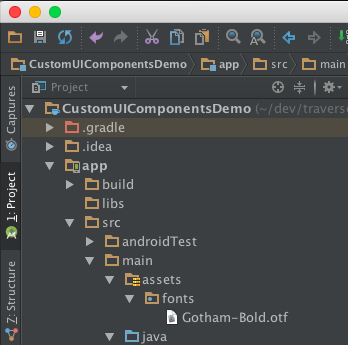 CustomUIComponentsDemo app src main
Project
CustomUIComponentsDemo (~/dev/travers
.gradle
.idea
app
build
libs
src
androidTest
main
assets
fonts
Gotham-Bold.otf
java
Captures
1: Project
7: Structure